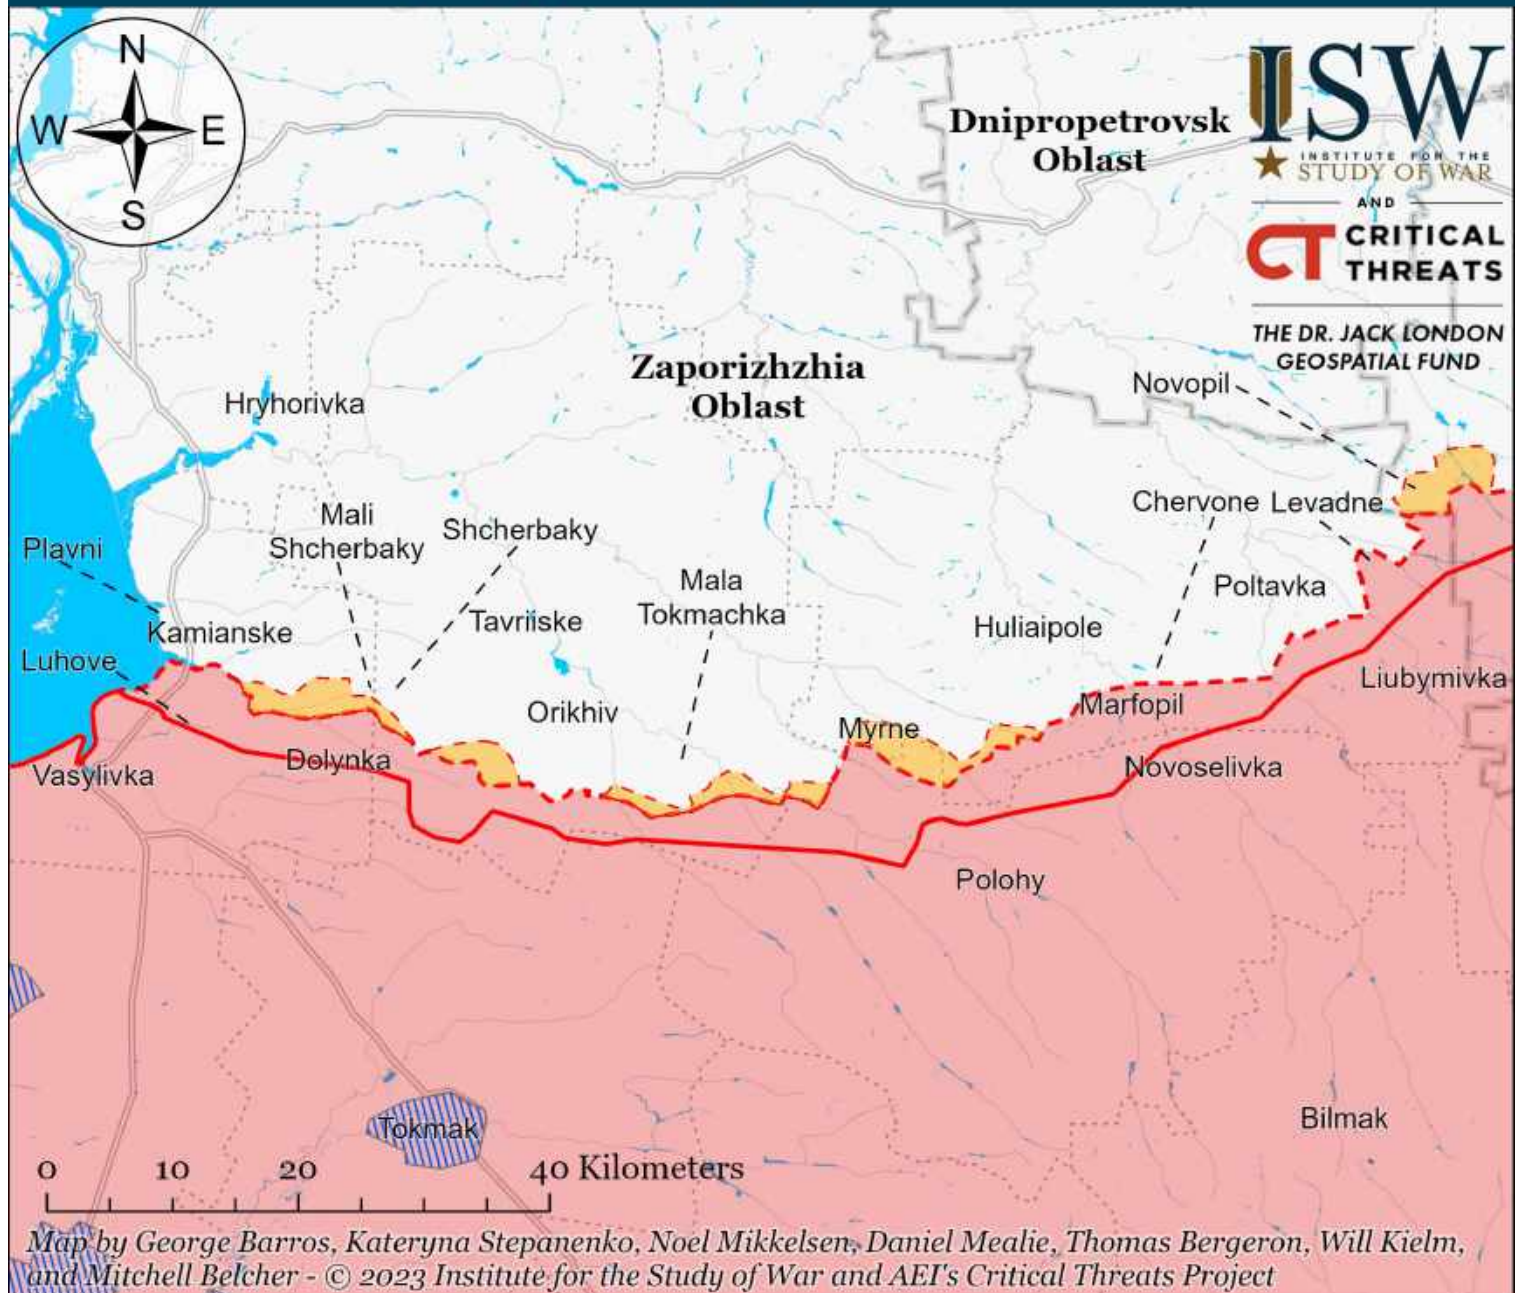 N
W E
S
Dnipropetrovsk
Oblast
ISW
INSTITUTE FOR THE
STUDY OF WAR
AND
CT CRITICAL
THREATS
THE DR. JACK LONDON
GEOSPATIAL FUND
Zaporizhzhia
Oblast
Novopil
Hryhorivka
Chervone Levadne
Mali
Shcherbaky
Shcherbaky
Plavni
Mala
Tokmachka
Poltavka
Tavriiske
Huliaipole
Kamianske
Luhove
Liubymivka
Marfopil
Orikhiv
Myrne
Dolynka
Novoselivka
Vasylivka
Polohy
Bilmak
Tokmak
0 10 20 40 Kilometers
Map by George Barros, Kateryna Stepanenko, Noel Mikkelsen, Daniel Mealie, Thomas Bergeron, Will Kielm,
and Mitchell Belcher - © 2023 Institute for the Study of War and AEI's Critical Threats Project